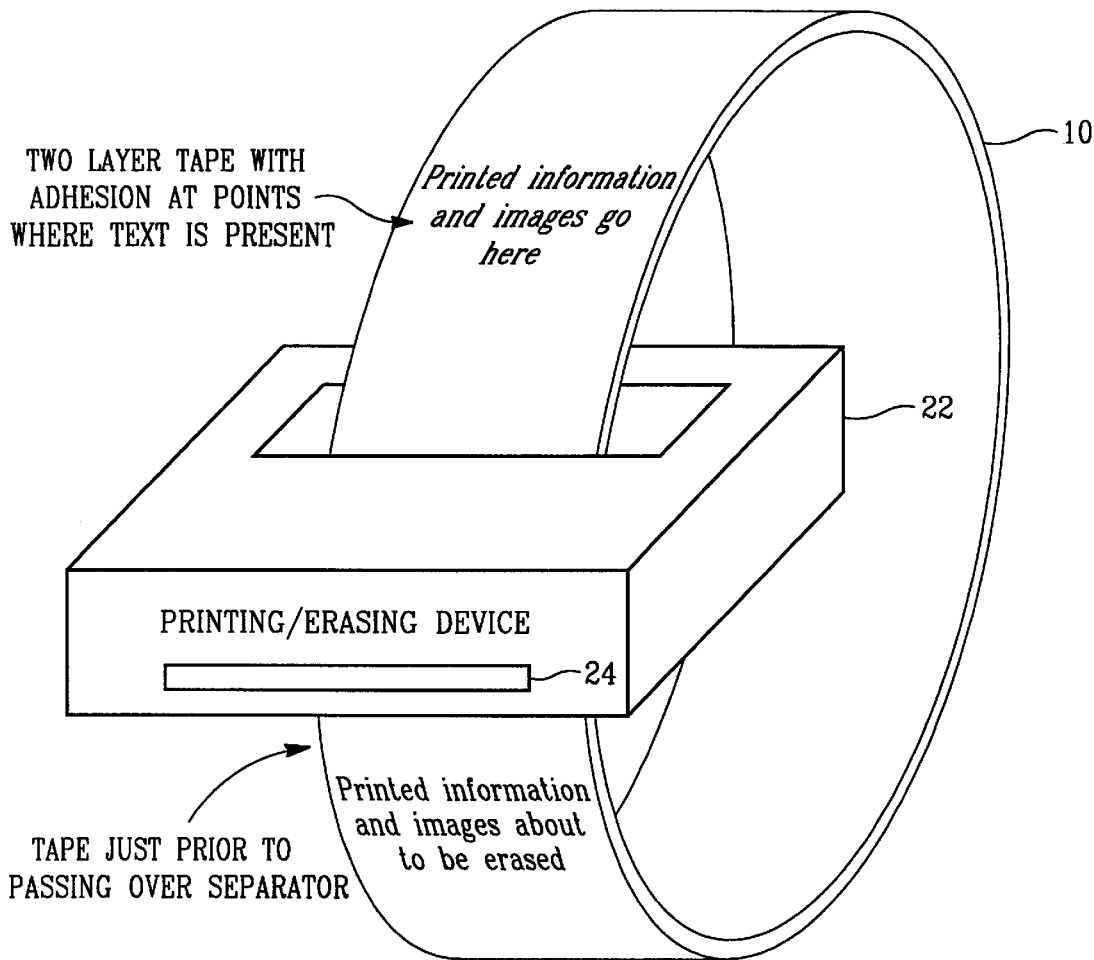 10
TWO LAYER TAPE WITH
ADHESION AT POINTS
WHERE TEXT IS PRESENT
Printed information
and images go
here
22
PRINTING/ERASING DEVICE
24
Printed information
and images about
to be erased
TAPE JUST PRIOR TO
PASSING OVER SEPARATOR